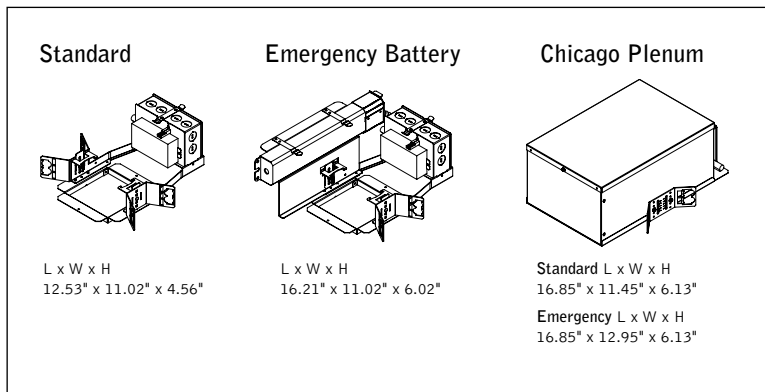 Standard
L x W x H
12.53" x 11.02" x 4.56"
Emergency Battery
L x W x H
16.21" x 11.02" x 6.02"
Chicago Plenum
Standard L x W x H
16.85" x 11.45" x 6.13"
Emergency L x W x H
16.85" x 12.95" x 6.13"